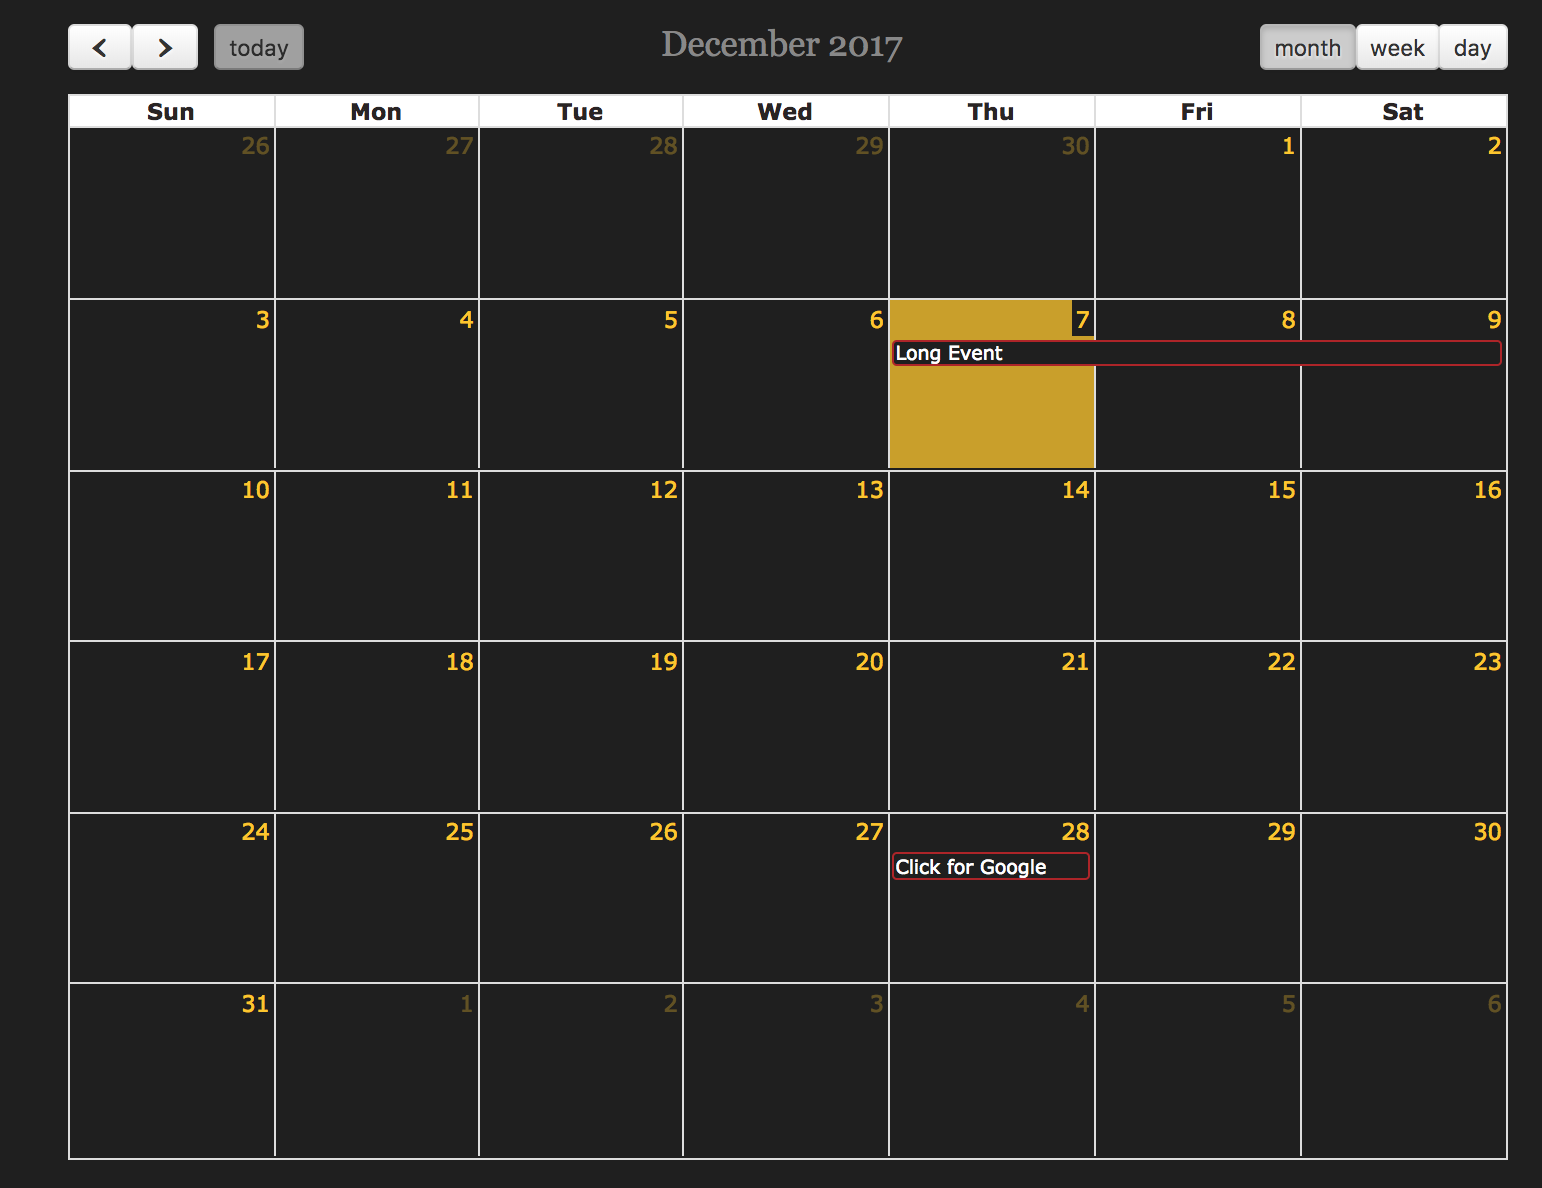 < > today December 2017 month week day
Sun Mon Tue Wed Thu Fri Sat
26 27 28 29 30 1 2
3 4 5 6 7 8 9
Long Event
10 11 12 13 14 15 16
17 18 19 20 21 22 23
24 25 26 27 28 29 30
Click for Google
31 1 2 3 4 5 6